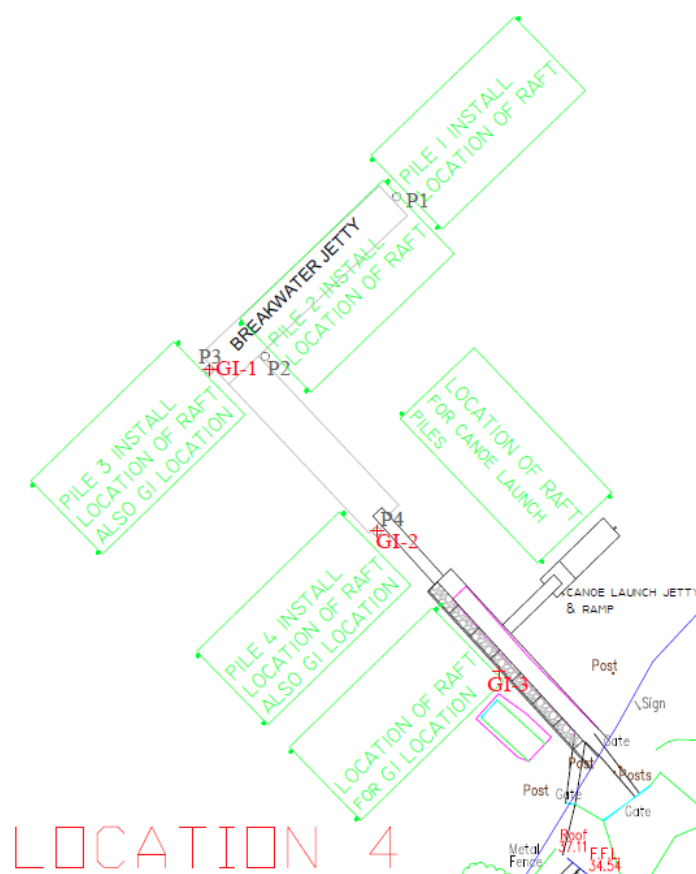 PILE 1 INSTALL
LOCATION OF RAFT
P1
BREAKWATER JETTY
PILE 2 INSTALL
LOCATION OF RAFT
P3
GI-1
P2
PILE 3 INSTALL
LOCATION OF RAFT
ALSO GI LOCATION
LOCATION OF RAFT
FOR CANOE LAUNCH
PILES
P4
GI-2
PILE 4 INSTALL
LOCATION OF RAFT
ALSO GI LOCATION
CANOE LAUNCH JETTY
& RAMP
LOCATION OF RAFT
FOR GI LOCATION
GI-3
Post
Sign
Gate
Post
Posts
Post
Gate
Gate
LOCATION 4
Metal
Fence
Roof
37.11
F.F.L
34.54